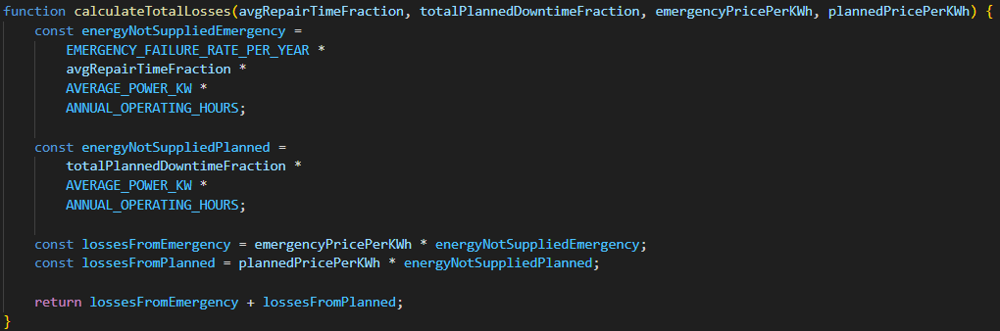 function calculateTotalLosses(avgRepairTimeFraction, totalPlannedDowntimeFraction, emergencyPricePerKWh, plannedPricePerKWh) {
    const energyNotSuppliedEmergency =
        EMERGENCY_FAILURE_RATE_PER_YEAR *
        avgRepairTimeFraction *
        AVERAGE_POWER_KW *
        ANNUAL_OPERATING_HOURS;

    const energyNotSuppliedPlanned =
        totalPlannedDowntimeFraction *
        AVERAGE_POWER_KW *
        ANNUAL_OPERATING_HOURS;

    const lossesFromEmergency = emergencyPricePerKWh * energyNotSuppliedEmergency;
    const lossesFromPlanned = plannedPricePerKWh * energyNotSuppliedPlanned;

    return lossesFromEmergency + lossesFromPlanned;
}